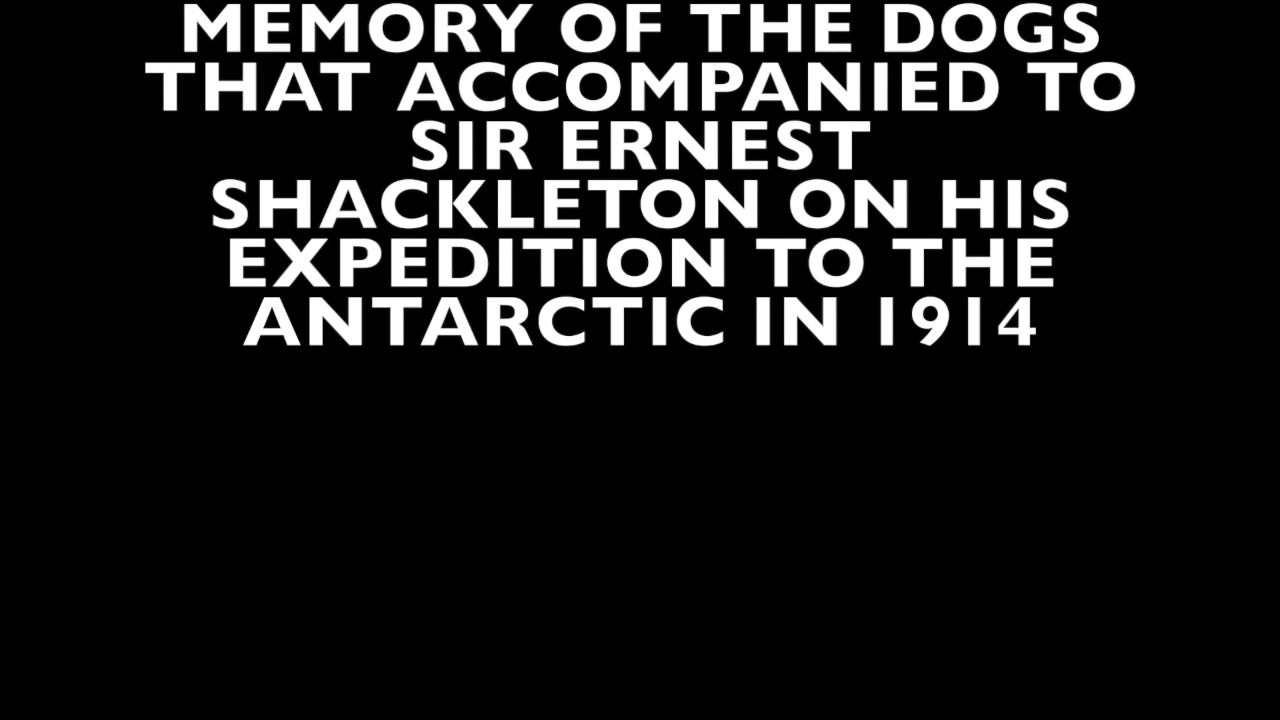 MEMORY OF THE DOGS
THAT ACCOMPANIED TO
SIR ERNEST
SHACKLETON ON HIS
EXPEDITION TO THE
ANTARCTIC IN 1914